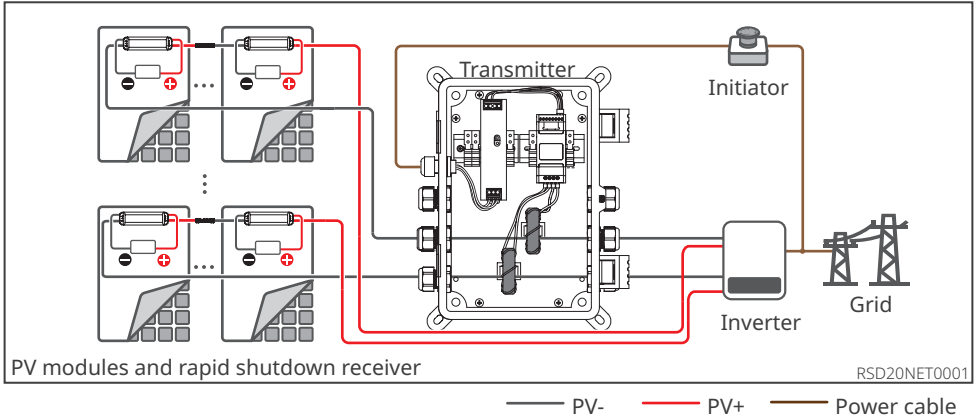 Transmitter
Initiator
Inverter
Grid
PV modules and rapid shutdown receiver
RSD20NET0001
PV- PV+ Power cable